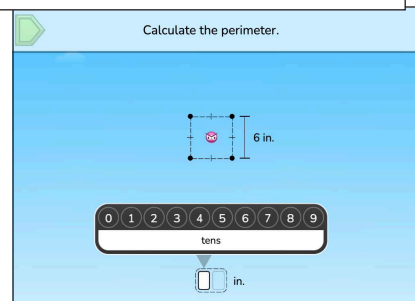 Calculate the perimeter.
6 in.
0 1 2 3 4 5 6 7 8 9
tens
in.